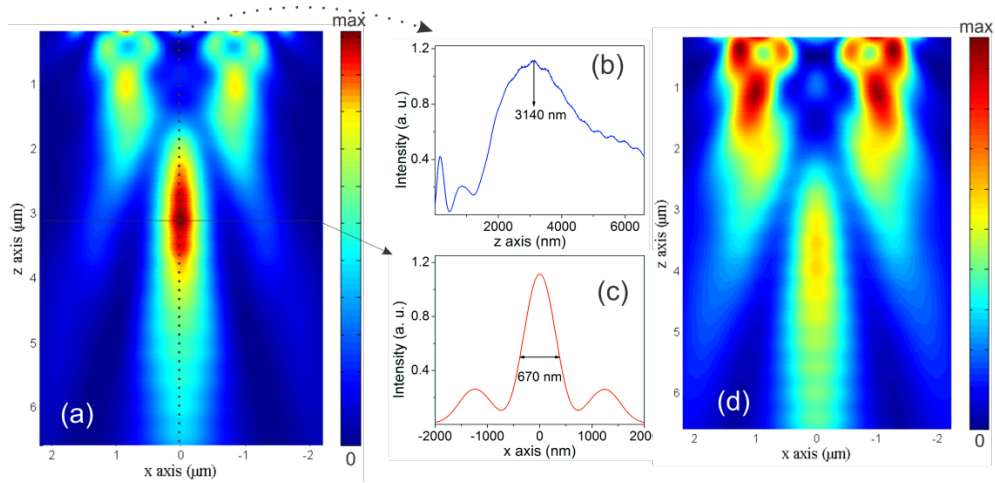 max
1
2
3
4
5
6
z axis (μm)
(a)
2
1
0
-1
-2
x axis (μm)
0
1.2
0.8
0.4
Intensity (a. u.)
(b)
3140 nm
2000
4000
6000
z axis (nm)
1.2
0.8
0.4
Intensity (a. u.)
(c)
670 nm
-2000
-1000
0
1000
200
x axis (nm)
max
1
2
3
4
5
6
z axis (μm)
(d)
2
1
0
-1
-2
x axis (μm)
0